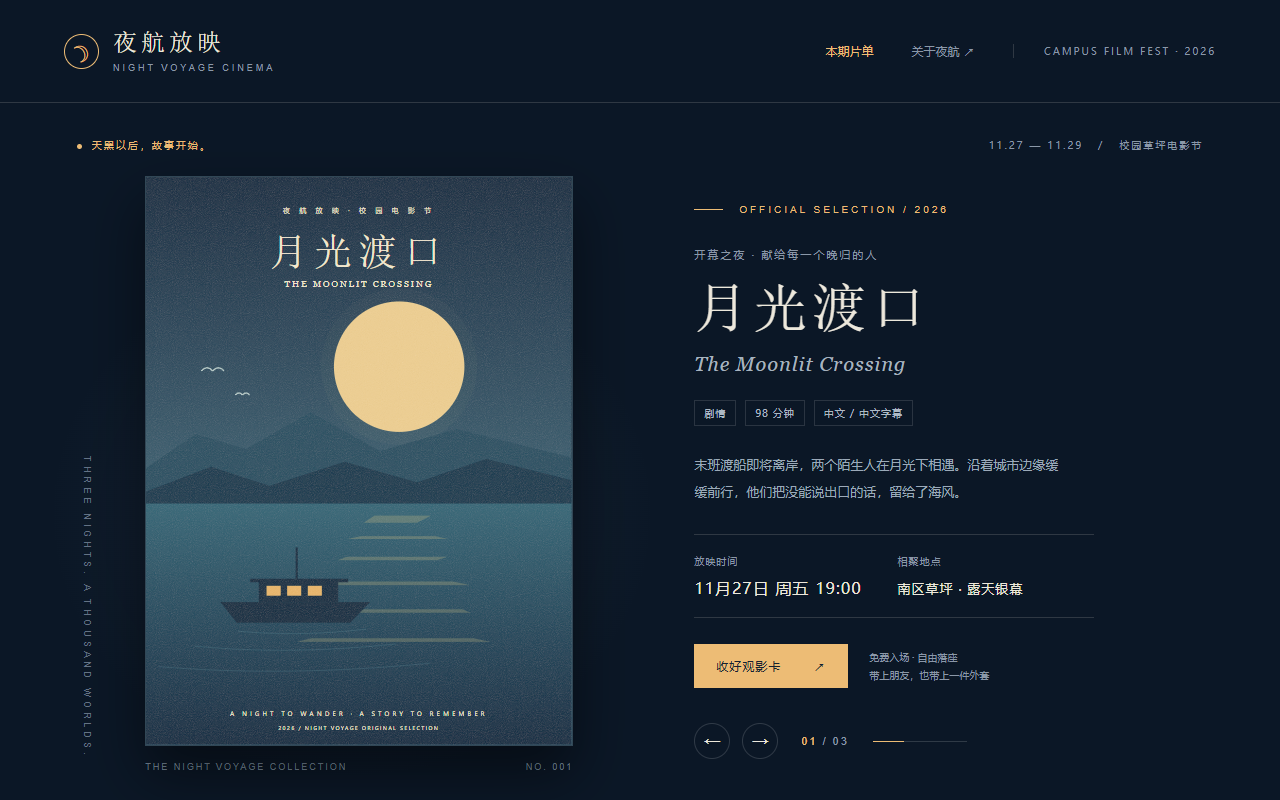 夜航放映
NIGHT VOYAGE CINEMA
本期片单
关于夜航 ↗
CAMPUS FILM FEST · 2026
天黑以后，故事开始。
11.27 — 11.29 / 校园草坪电影节
夜航放映·校园电影节
月光渡口
THE MOONLIT CROSSING
A NIGHT TO WANDER · A STORY TO REMEMBER
2026 / NIGHT VOYAGE ORIGINAL SELECTION
THREE NIGHTS. A THOUSAND WORLDS.
THE NIGHT VOYAGE COLLECTION
NO. 001
OFFICIAL SELECTION / 2026
开幕之夜 · 献给每一个晚归的人
月光渡口
The Moonlit Crossing
剧情
98 分钟
中文 / 中文字幕
末班渡船即将离岸，两个陌生人在月光下相遇。沿着城市边缘缓
缓前行，他们把没能说出口的话，留给了海风。
放映时间
11月27日 周五 19:00
相聚地点
南区草坪 · 露天银幕
收好观影卡 ↗
免费入场 · 自由落座
带上朋友，也带上一件外套
← → 01 / 03